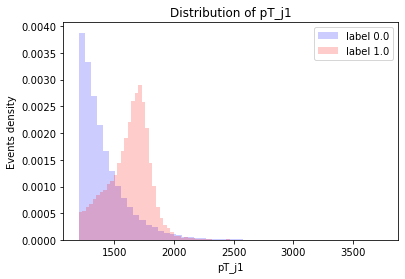 Distribution of pT_j1
0.0040
0.0035
0.0030
0.0025
0.0020
0.0015
0.0010
0.0005
0.0000
Events density
label 0.0
label 1.0
1500 2000 2500 3000 3500
pT_j1